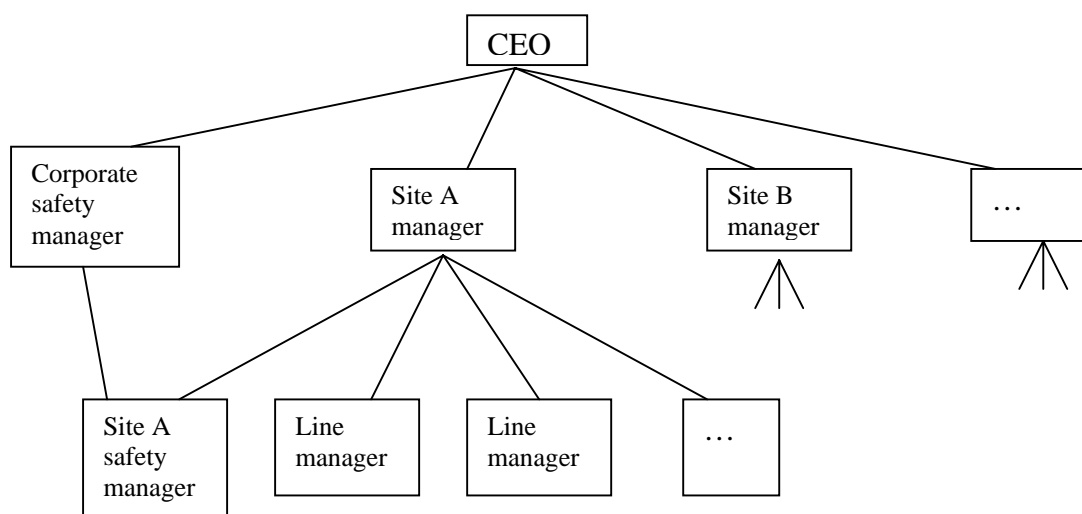 CEO
Corporate
safety
manager
Site A
manager
Site B
manager
…
Site A
safety
manager
Line
manager
Line
manager
…